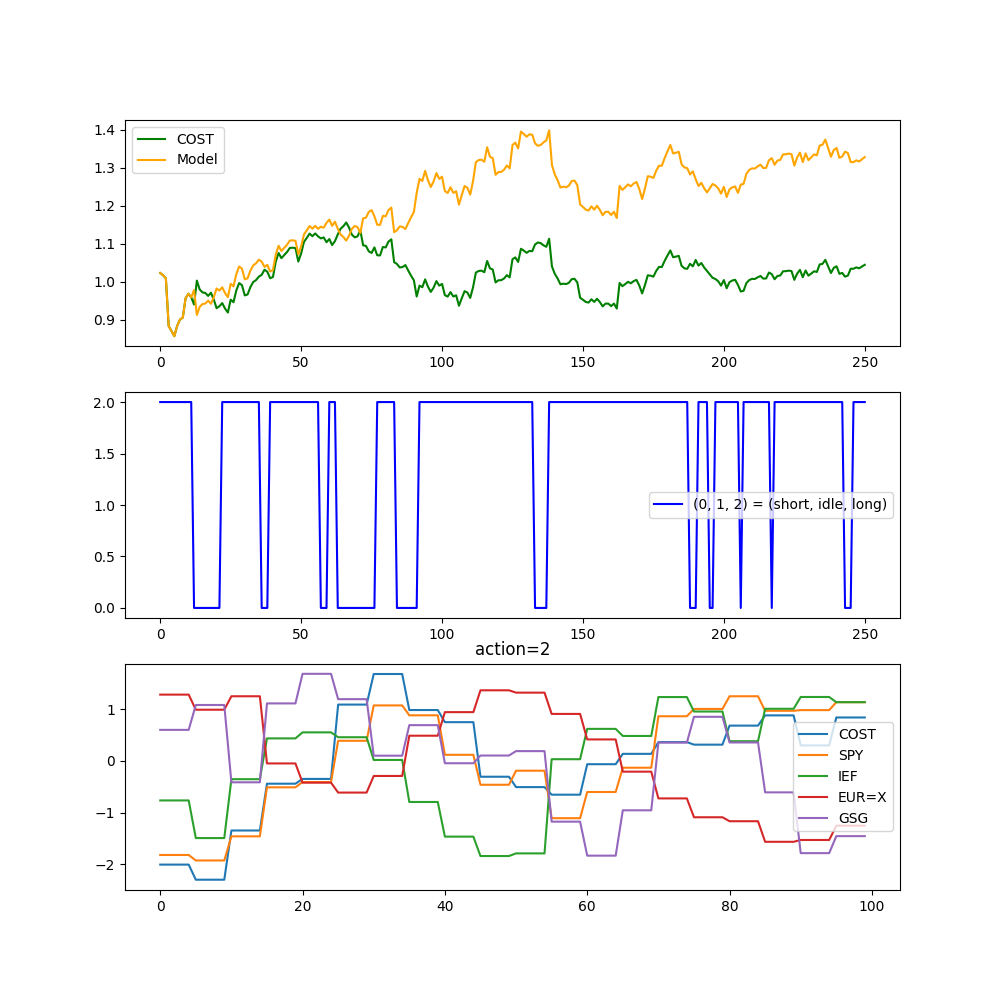 1.4
1.3
1.2
1.1
1.0
0.9
COST
Model
0 50 100 150 200 250
2.0
1.5
1.0
0.5
0.0
(0, 1, 2) = (short, idle, long)
0 50 100 150 200 250
action=2
1
0
−1
−2
COST
SPY
IEF
EUR=X
GSG
0 20 40 60 80 100